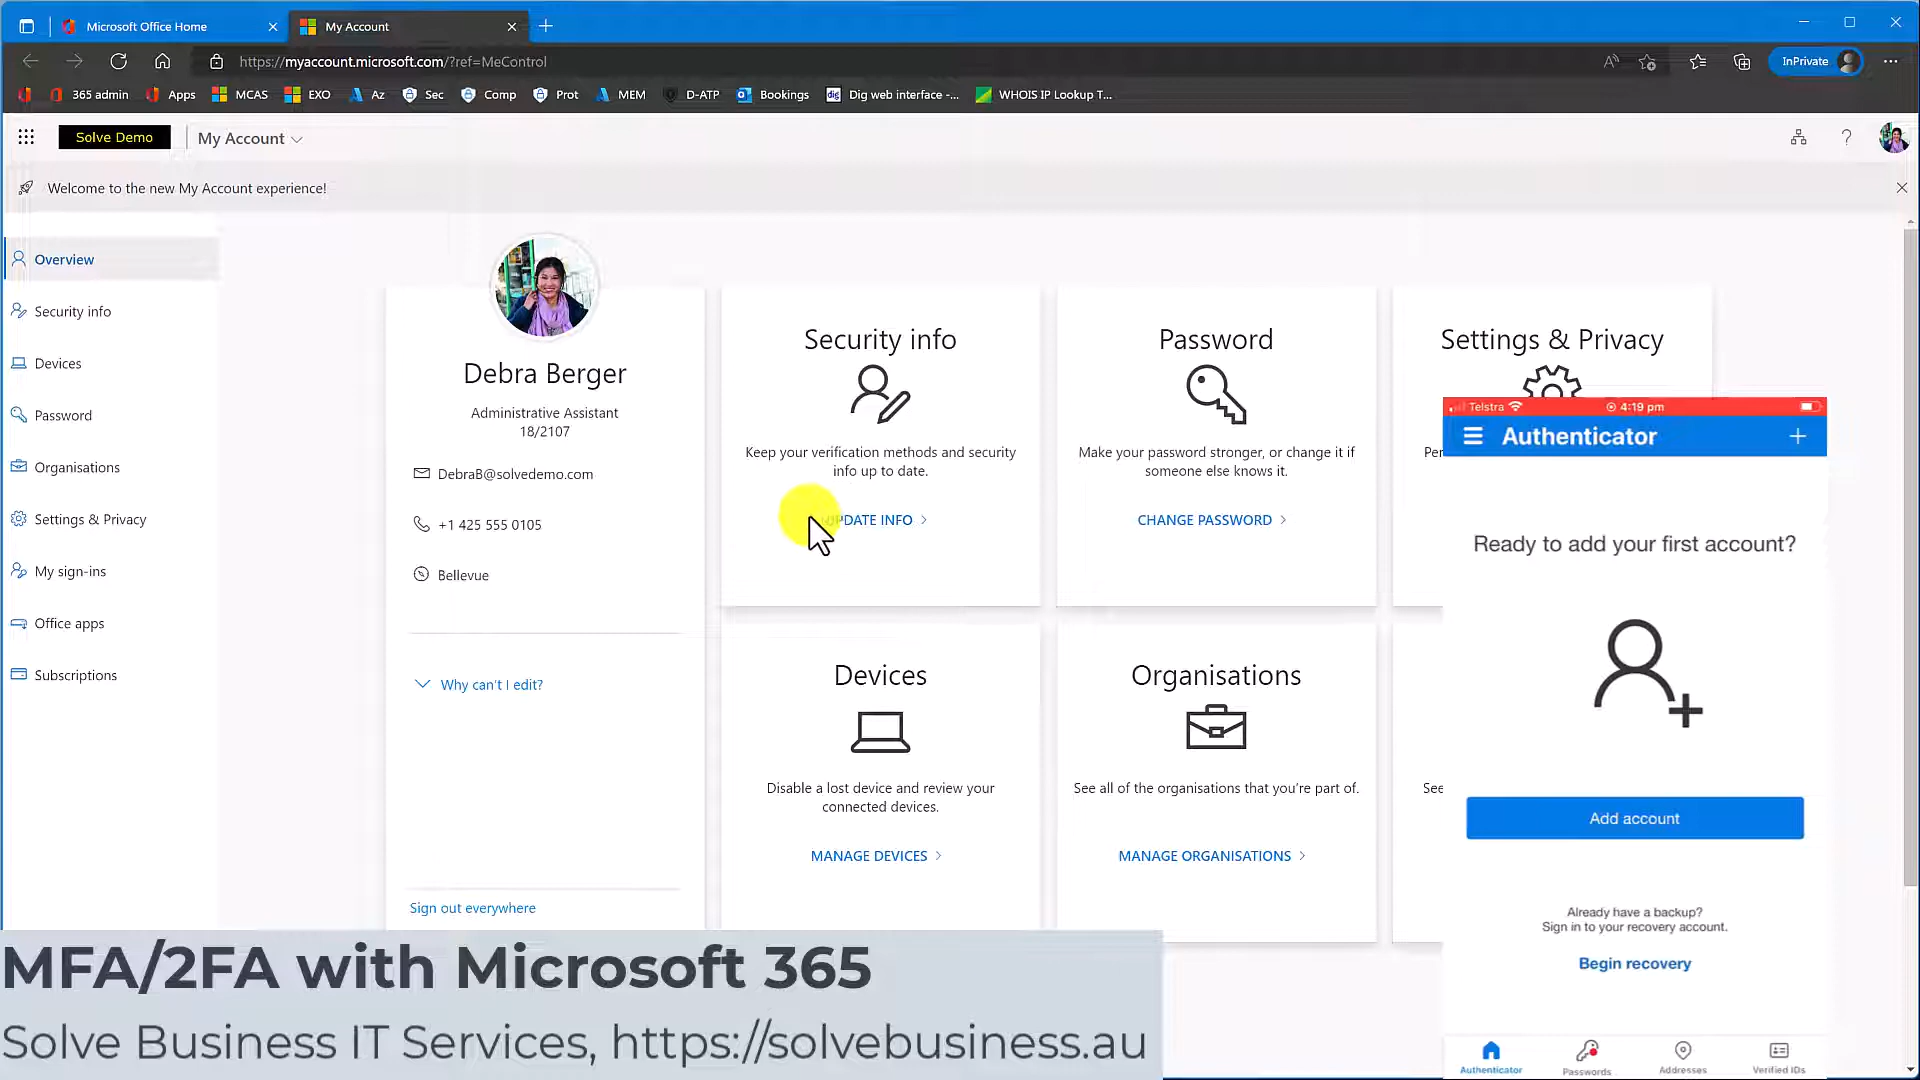 Microsoft Office Home
My Account
https://myaccount.microsoft.com/?ref=MeControl
InPrivate
365 admin
Apps
MCAS
EXO
Az
Sec
Comp
Prot
MEM
D-ATP
Bookings
dig
Dig web interface -...
WHOIS IP Lookup T...
Solve Demo
My Account
Welcome to the new My Account experience!
Overview
Security info
Devices
Password
Organisations
Settings & Privacy
My sign-ins
Office apps
Subscriptions
Debra Berger
Administrative Assistant
18/2107
DebraB@solvedemo.com
+1 425 555 0105
Bellevue
Why can't I edit?
Sign out everywhere
Security info
Keep your verification methods and security
info up to date.
UPDATE INFO
Password
Make your password stronger, or change it if
someone else knows it.
CHANGE PASSWORD
Settings & Privacy
Per
Devices
Disable a lost device and review your
connected devices.
MANAGE DEVICES
Organisations
See all of the organisations that you're part of.
MANAGE ORGANISATIONS
See
Telstra
4:19 pm
Authenticator
Ready to add your first account?
Add account
Already have a backup?
Sign in to your recovery account.
Begin recovery
Authenticator
Passwords
Addresses
Verified IDs
MFA/2FA with Microsoft 365
Solve Business IT Services, https://solvebusiness.au